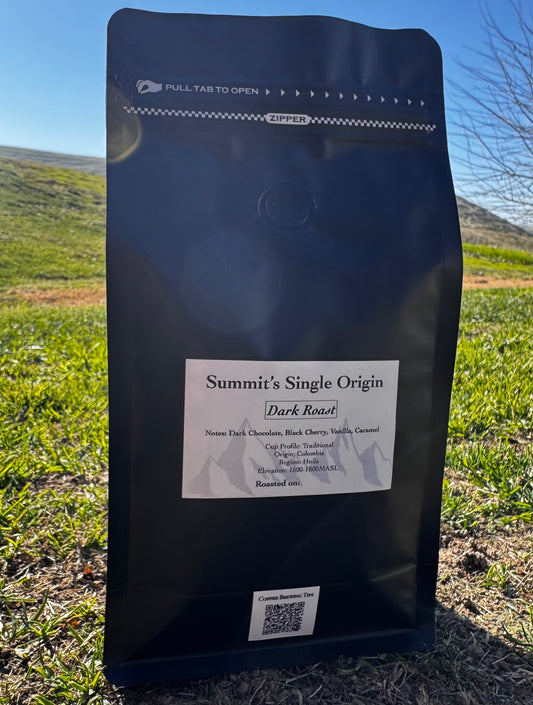 PULL TAB TO OPEN
ZIPPER
Summit's Single Origin
Dark Roast
Notes: Dark Chocolate, Black Cherry, Vanilla, Caramel
Cup Profile: Traditional
Origin: Colombia
Region: Huila
Elevation: 1500-1800MASL
Roasted on:
Coffee Brewing Tips